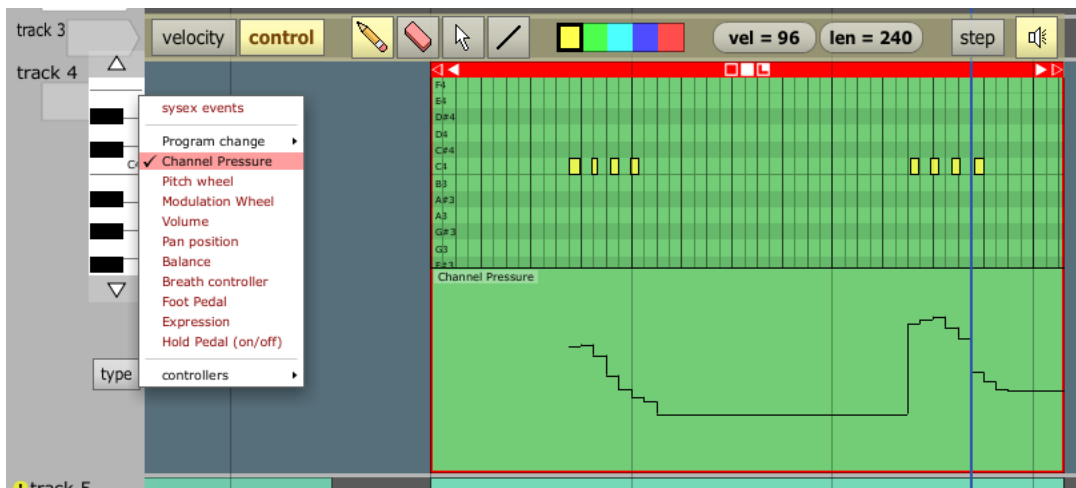 track 3
velocity
control
vel = 96
len = 240
step
track 4
F4
E4
D#4
D4
C#4
C4
B3
A#3
A3
G#3
G3
F#3
sysex events
Program change
Channel Pressure
Pitch wheel
Modulation Wheel
Volume
Pan position
Balance
Breath controller
Foot Pedal
Expression
Hold Pedal (on/off)
controllers
Channel Pressure
type
track 5